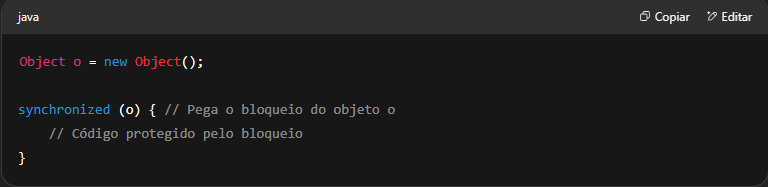 java Copiar Editar
Object o = new Object();
synchronized (o) { // Pega o bloqueio do objeto o
// Código protegido pelo bloqueio
}